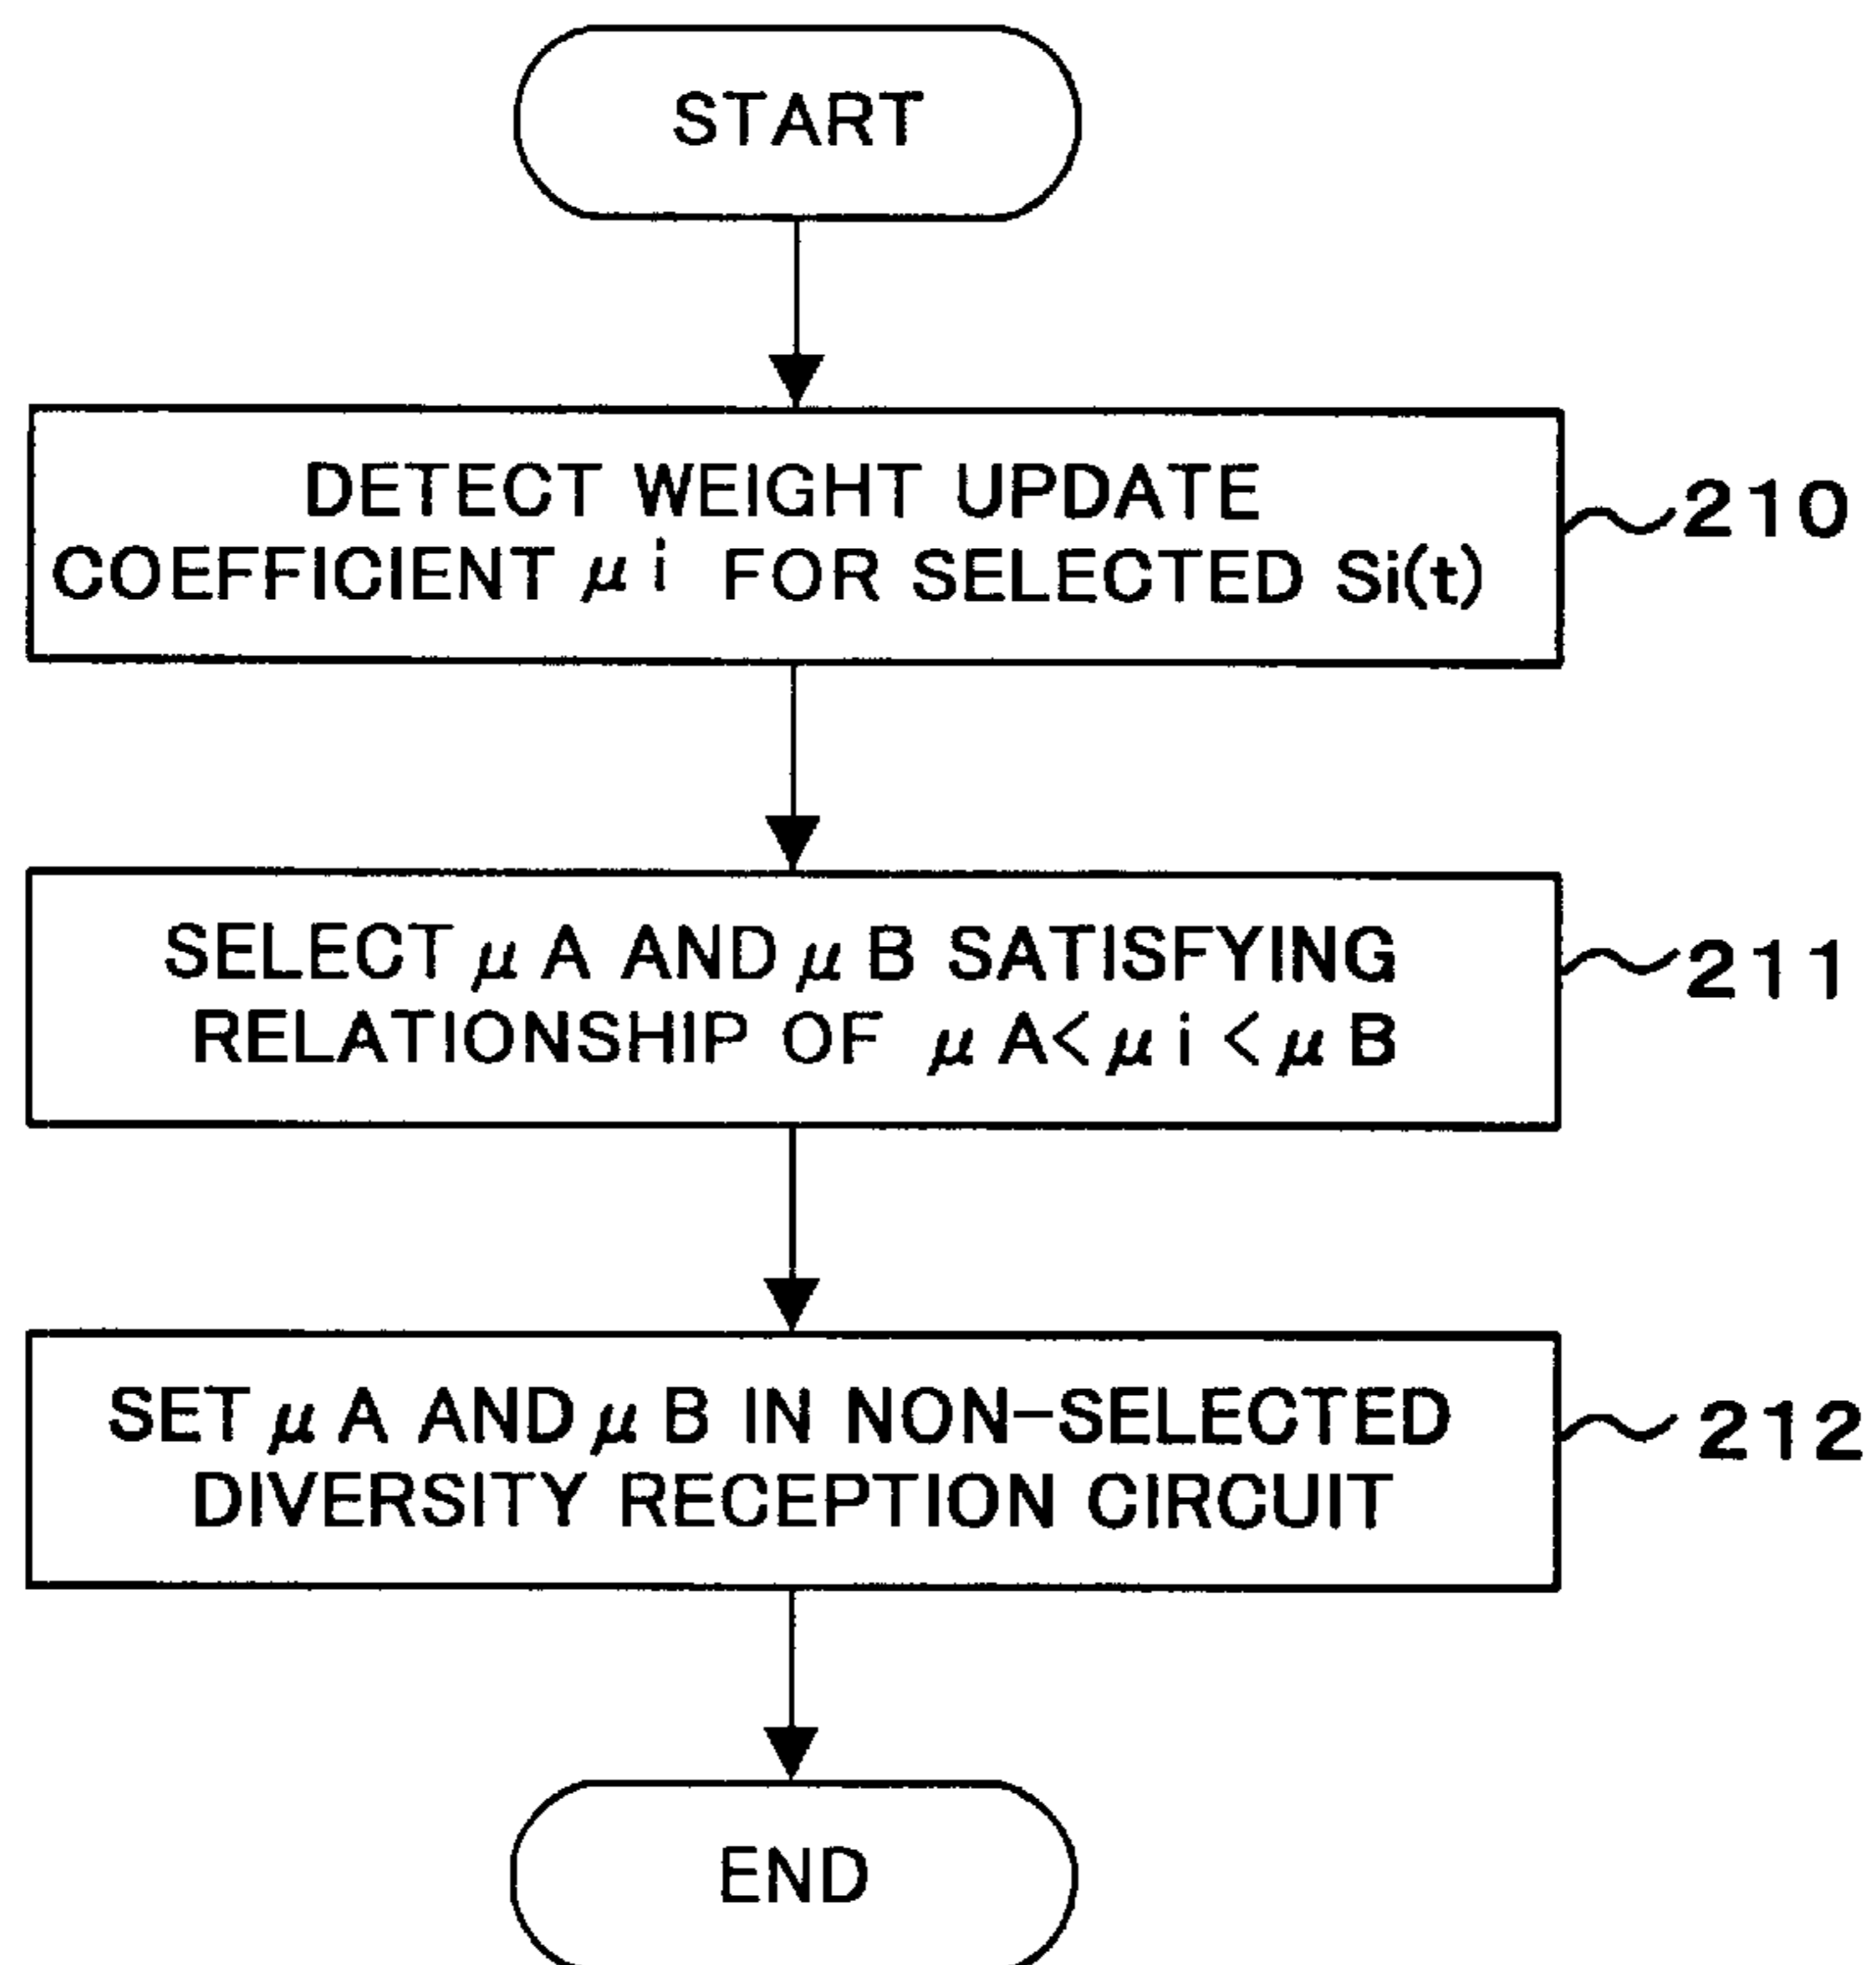 START
DETECT WEIGHT UPDATE
COEFFICIENT μi FOR SELECTED Si(t)
210
SELECT μA AND μB SATISFYING
RELATIONSHIP OF μA<μi<μB
211
SET μA AND μB IN NON-SELECTED
DIVERSITY RECEPTION CIRCUIT
212
END